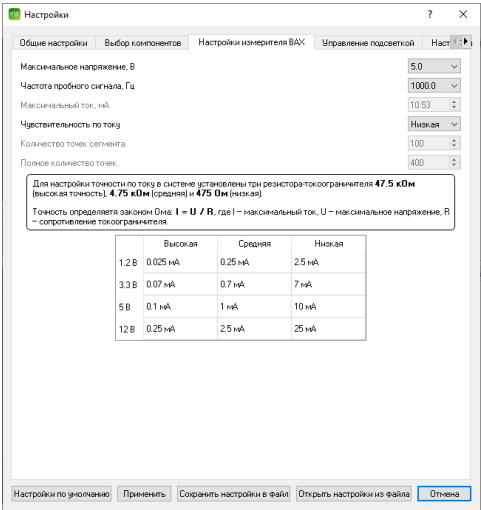 Настройки
Общие настройки Выбор компонентов Настройки измерителя ВАХ Управление подсветкой
Максимальное напряжение, В 5.0
Частота пробного сигнала, Гц 1000.0
Максимальный ток, мА 10.53
Чувствительность по току Низкая
Количество точек сегмента 100
Полное количество точек 400
Для настройки точности по току в системе установлены три резистора-токоограничителя 47.5 кОм
(высокая точность), 4.75 кОм (средняя) и 475 Ом (низкая).
Точность определяетя законом Ома: I = U / R, где I – максимальный ток, U – максимальное напряжение, R
– сопротивление токоограничителя.
Высокая Средняя Низкая
1.2 В 0.025 мА 0.25 мА 2.5 мА
3.3 В 0.07 мА 0.7 мА 7 мА
5 В 0.1 мА 1 мА 10 мА
12 В 0.25 мА 2.5 мА 25 мА
Настройки по умолчанию Применить Сохранить настройки в файл Открыть настройки из файла Отмена